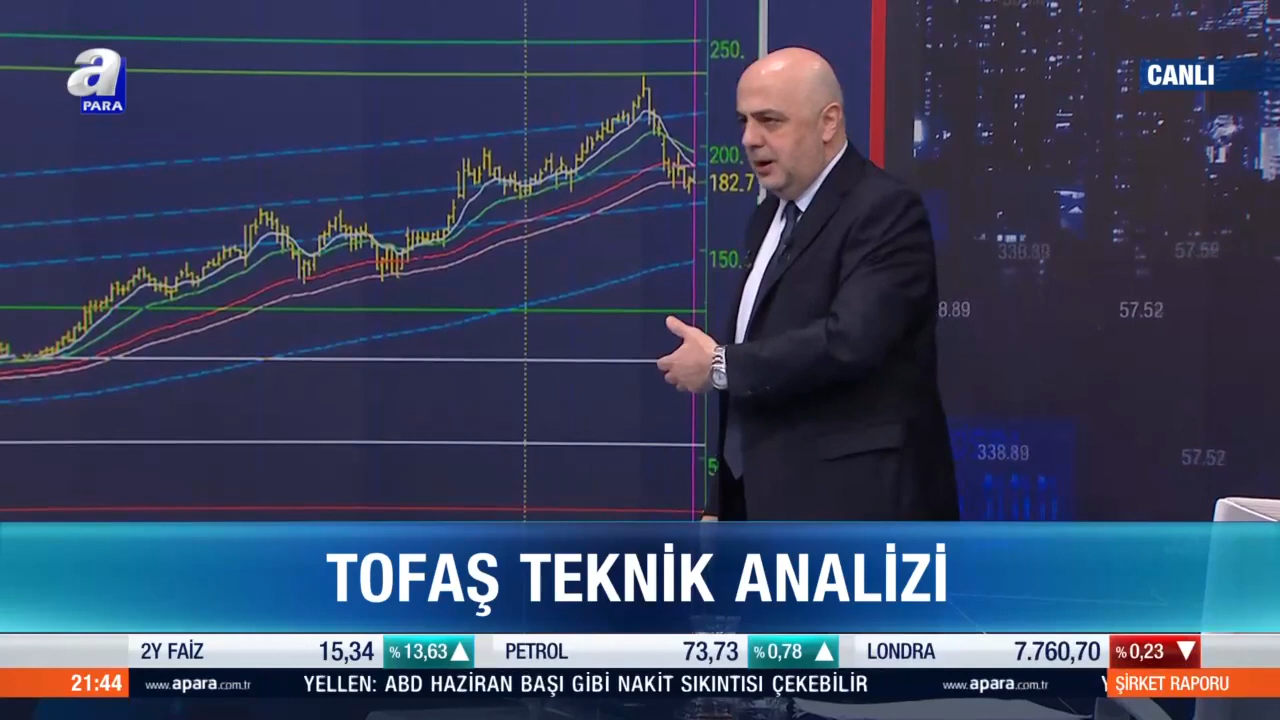 a
PARA
CANLI
250.
200.
182.7
150.
338.89
57.52
8.89
57.52
338.89
57.52
TOFAŞ TEKNİK ANALİZİ
2Y FAİZ 15,34 %13,63 PETROL 73,73 %0,78 LONDRA 7.760,70 %0,23
21:44 www.apara.com.tr YELLEN: ABD HAZİRAN BAŞI GİBİ NAKİT SIKINTISI ÇEKEBİLİR www.apara.com.tr ŞİRKET RAPORU